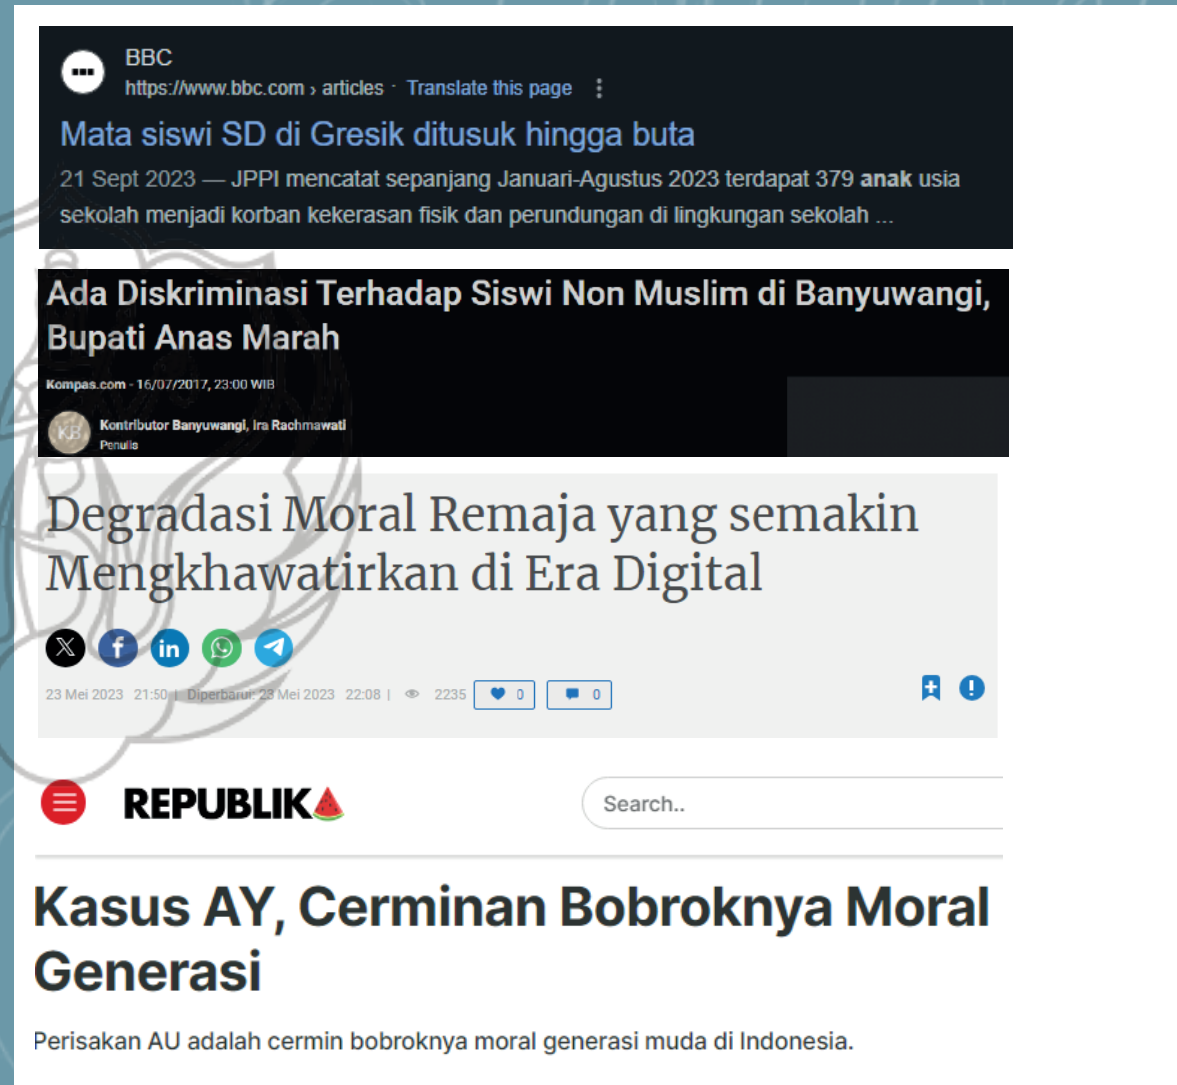 BBC
https://www.bbc.com › articles · Translate this page
Mata siswi SD di Gresik ditusuk hingga buta
21 Sept 2023 — JPPI mencatat sepanjang Januari-Agustus 2023 terdapat 379 anak usia
sekolah menjadi korban kekerasan fisik dan perundungan di lingkungan sekolah ...
Ada Diskriminasi Terhadap Siswi Non Muslim di Banyuwangi,
Bupati Anas Marah
Kompas.com - 16/07/2017, 23:00 WIB
KB
Kontributor Banyuwangi, Ira Rachmawati
Penulis
Degradasi Moral Remaja yang semakin
Mengkhawatirkan di Era Digital
23 Mei 2023 21:50 | Diperbarui: 23 Mei 2023 22:08 | 2235 0 0
REPUBLIKA
Search..
Kasus AY, Cerminan Bobroknya Moral
Generasi
Perisakan AU adalah cermin bobroknya moral generasi muda di Indonesia.